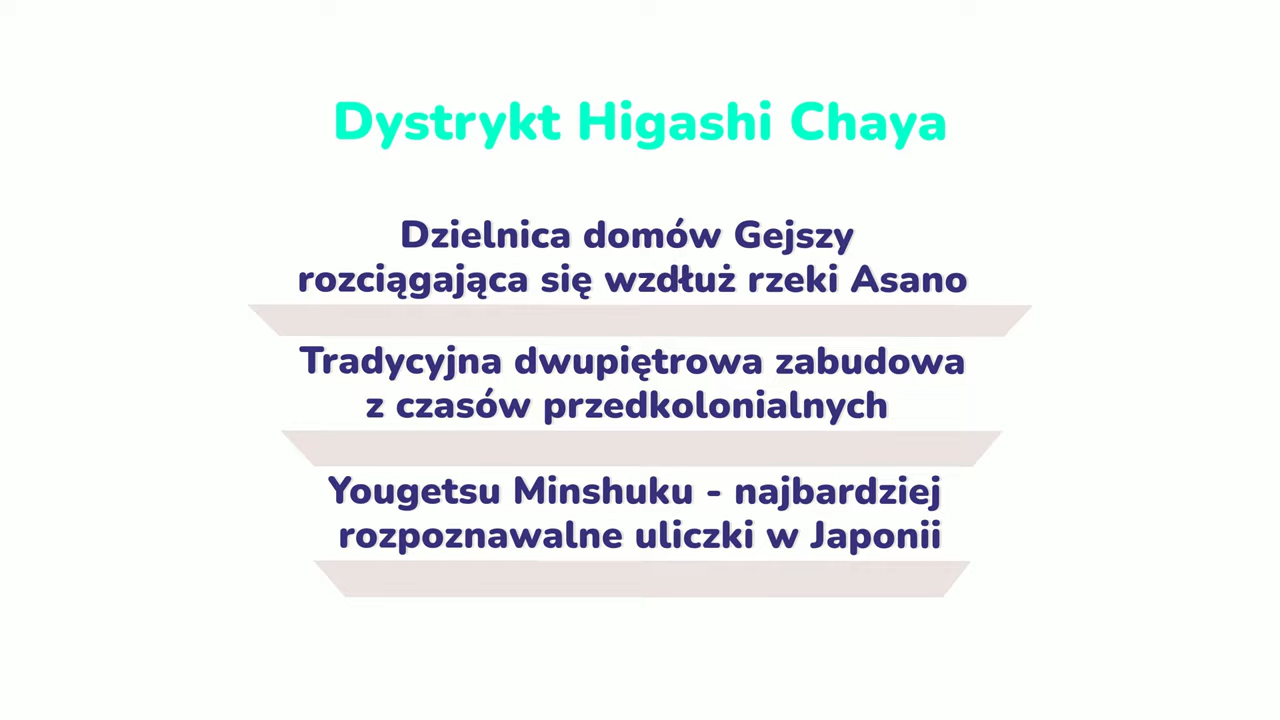 Dystrykt Higashi Chaya
Dzielnica domów Gejszy
rozciągająca się wzdłuż rzeki Asano
Tradycyjna dwupiętrowa zabudowa
z czasów przedkolonialnych
Yougetsu Minshuku - najbardziej
rozpoznawalne uliczki w Japonii